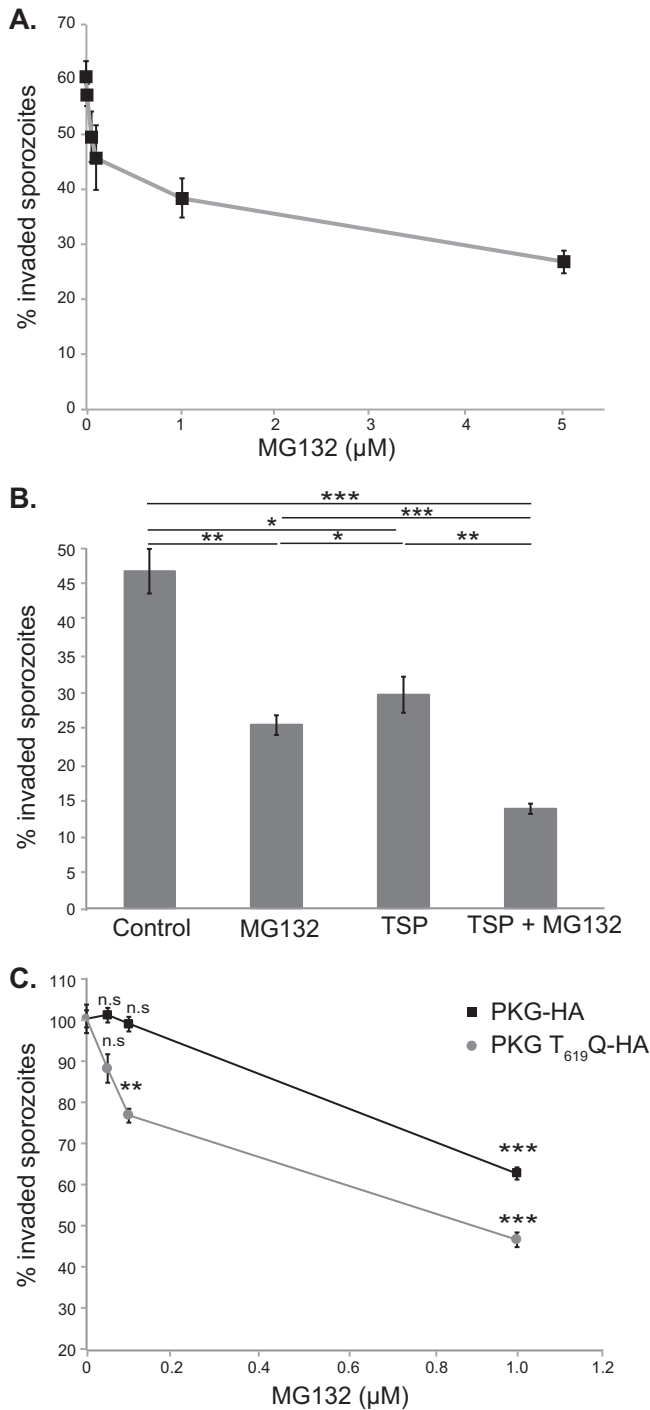 A.
70
60
50
40
30
20
10
0
% invaded sporozoites
0 1 2 3 4 5
MG132 (µM)
B.
***
***
*
** * **
50
45
40
35
30
25
20
15
10
5
0
% invaded sporozoites
Control MG132 TSP TSP + MG132
C.
110
100
90
80
70
60
50
40
30
20
% invaded sporozoites
n.s
n.s
n.s
**
***
***
PKG-HA
PKG T₆₁₉Q-HA
0 0.2 0.4 0.6 0.8 1.0 1.2
MG132 (µM)